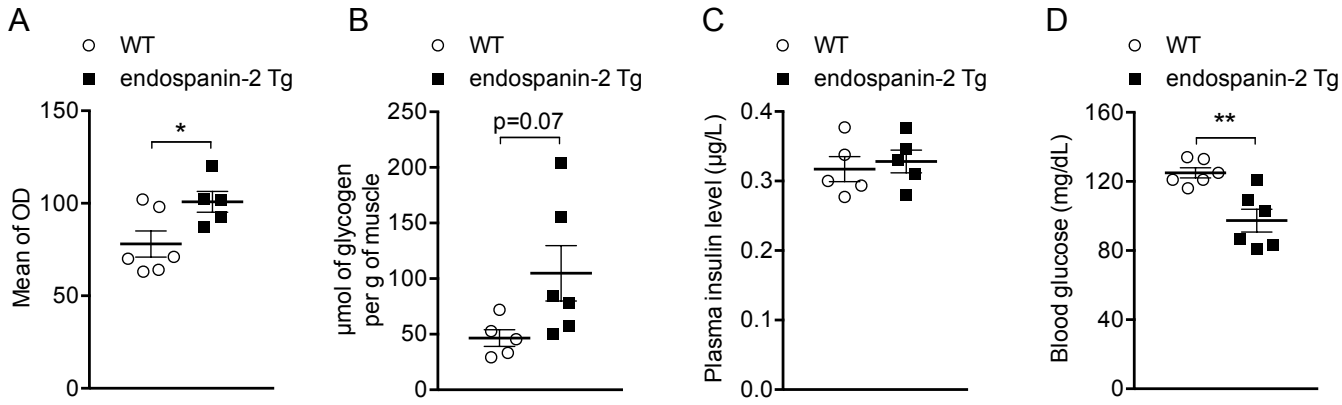 A
WT
endospanin-2 Tg
Mean of OD
150
100
50
0
*
B
WT
endospanin-2 Tg
µmol of glycogen
per g of muscle
250
200
150
100
50
0
p=0.07
C
WT
endospanin-2 Tg
Plasma insulin level (µg/L)
0.4
0.3
0.2
0.1
0.0
D
WT
endospanin-2 Tg
Blood glucose (mg/dL)
160
120
80
40
0
**